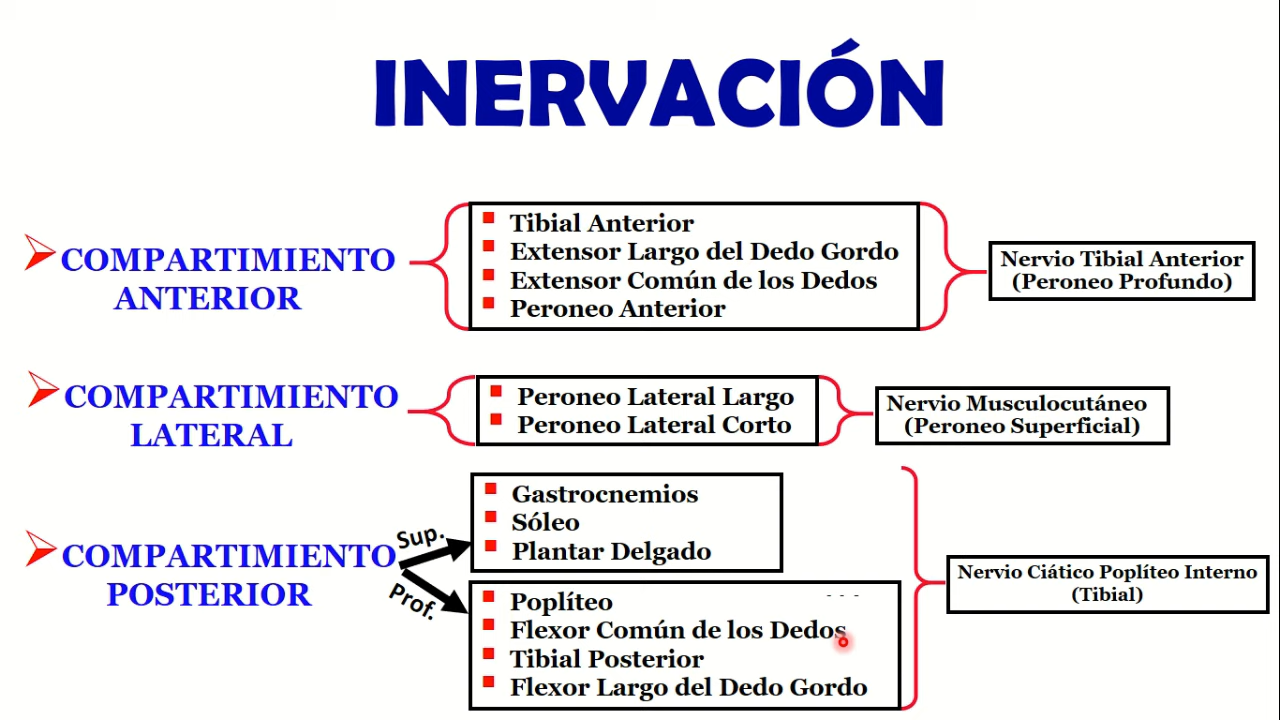 INERVACIÓN
COMPARTIMIENTO
ANTERIOR
Tibial Anterior
Extensor Largo del Dedo Gordo
Extensor Común de los Dedos
Peroneo Anterior
Nervio Tibial Anterior
(Peroneo Profundo)
COMPARTIMIENTO
LATERAL
Peroneo Lateral Largo
Peroneo Lateral Corto
Nervio Musculocutáneo
(Peroneo Superficial)
COMPARTIMIENTO
POSTERIOR
Sup.
Gastrocnemios
Sóleo
Plantar Delgado
Prof.
Poplíteo
Flexor Común de los Dedos
Tibial Posterior
Flexor Largo del Dedo Gordo
Nervio Ciático Poplíteo Interno
(Tibial)